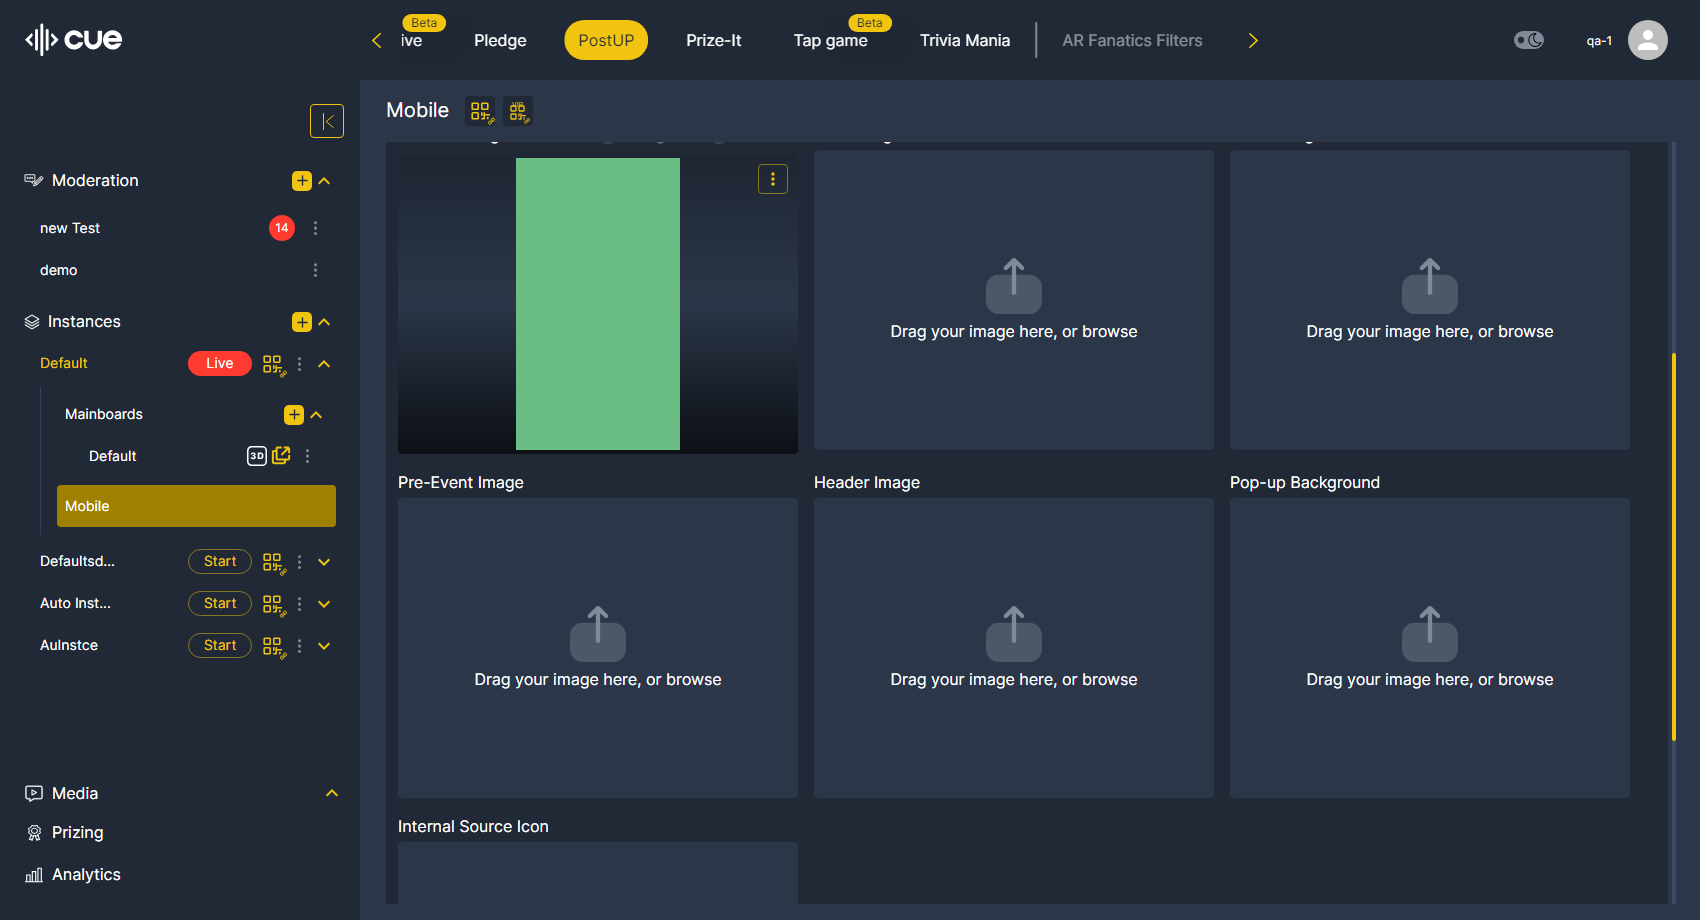 cue
Beta
ive
Pledge
PostUP
Prize-It
Beta
Tap game
Trivia Mania
AR Fanatics Filters
qa-1
Mobile
VIP
Moderation
new Test
14
demo
Instances
Default
Live
Mainboards
Default
3D
Mobile
Defaultsd...
Start
Auto Inst...
Start
AuInstce
Start
Media
Prizing
Analytics
Drag your image here, or browse
Drag your image here, or browse
Pre-Event Image
Header Image
Pop-up Background
Drag your image here, or browse
Drag your image here, or browse
Drag your image here, or browse
Internal Source Icon